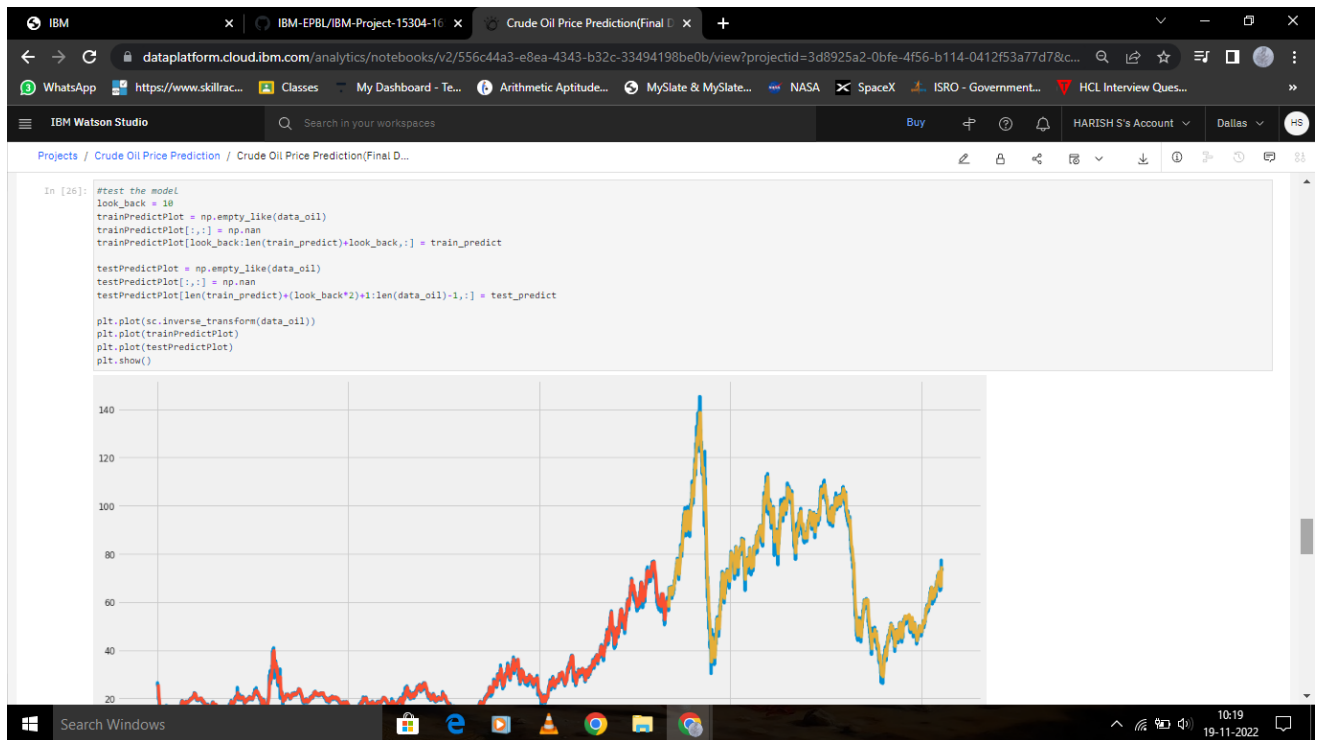 IBM
IBM-EPBL/IBM-Project-15304-16
Crude Oil Price Prediction(Final D
dataplatform.cloud.ibm.com/analytics/notebooks/v2/556c44a3-e8ea-4343-b32c-33494198be0b/view?projectid=3d8925a2-0bfe-4f56-b114-0412f53a77d7&c...
3 WhatsApp https://www.skillrac... Classes My Dashboard - Te... Arithmetic Aptitude... MySlate & MySlate... NASA SpaceX ISRO - Government... HCL Interview Ques... »
IBM Watson Studio Search in your workspaces Buy HARISH S's Account Dallas HS
Projects / Crude Oil Price Prediction / Crude Oil Price Prediction(Final D...
In [26]: #test the model
look_back = 10
trainPredictPlot = np.empty_like(data_oil)
trainPredictPlot[:,:] = np.nan
trainPredictPlot[look_back:len(train_predict)+look_back,:] = train_predict
testPredictPlot = np.empty_like(data_oil)
testPredictPlot[:,:] = np.nan
testPredictPlot[len(train_predict)+(look_back*2)+1:len(data_oil)-1,:] = test_predict
plt.plot(sc.inverse_transform(data_oil))
plt.plot(trainPredictPlot)
plt.plot(testPredictPlot)
plt.show()
140
120
100
80
60
40
20
Search Windows
10:19
19-11-2022